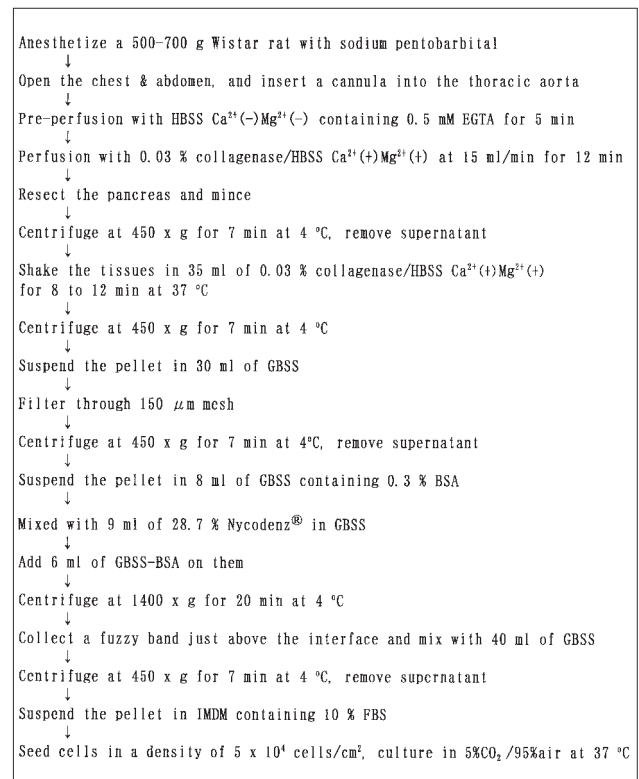 Anesthetize a 500-700 g Wistar rat with sodium pentobarbital
↓
Open the chest & abdomen, and insert a cannula into the thoracic aorta
↓
Pre-perfusion with HBSS Ca²⁺(-)Mg²⁺(-) containing 0.5 mM EGTA for 5 min
↓
Perfusion with 0.03 % collagenase/HBSS Ca²⁺(+)Mg²⁺(+) at 15 ml/min for 12 min
↓
Resect the pancreas and mince
↓
Centrifuge at 450 x g for 7 min at 4 °C, remove supernatant
↓
Shake the tissues in 35 ml of 0.03 % collagenase/HBSS Ca²⁺(+)Mg²⁺(+)
for 8 to 12 min at 37 °C
↓
Centrifuge at 450 x g for 7 min at 4 °C
↓
Suspend the pellet in 30 ml of GBSS
↓
Filter through 150 μm mesh
↓
Centrifuge at 450 x g for 7 min at 4°C, remove supernatant
↓
Suspend the pellet in 8 ml of GBSS containing 0.3 % BSA
↓
Mixed with 9 ml of 28.7 % Nycodenz® in GBSS
↓
Add 6 ml of GBSS-BSA on them
↓
Centrifuge at 1400 x g for 20 min at 4 °C
↓
Collect a fuzzy band just above the interface and mix with 40 ml of GBSS
↓
Centrifuge at 450 x g for 7 min at 4 °C, remove supernatant
↓
Suspend the pellet in IMDM containing 10 % FBS
↓
Seed cells in a density of 5 x 10⁴ cells/cm², culture in 5%CO₂/95%air at 37 °C